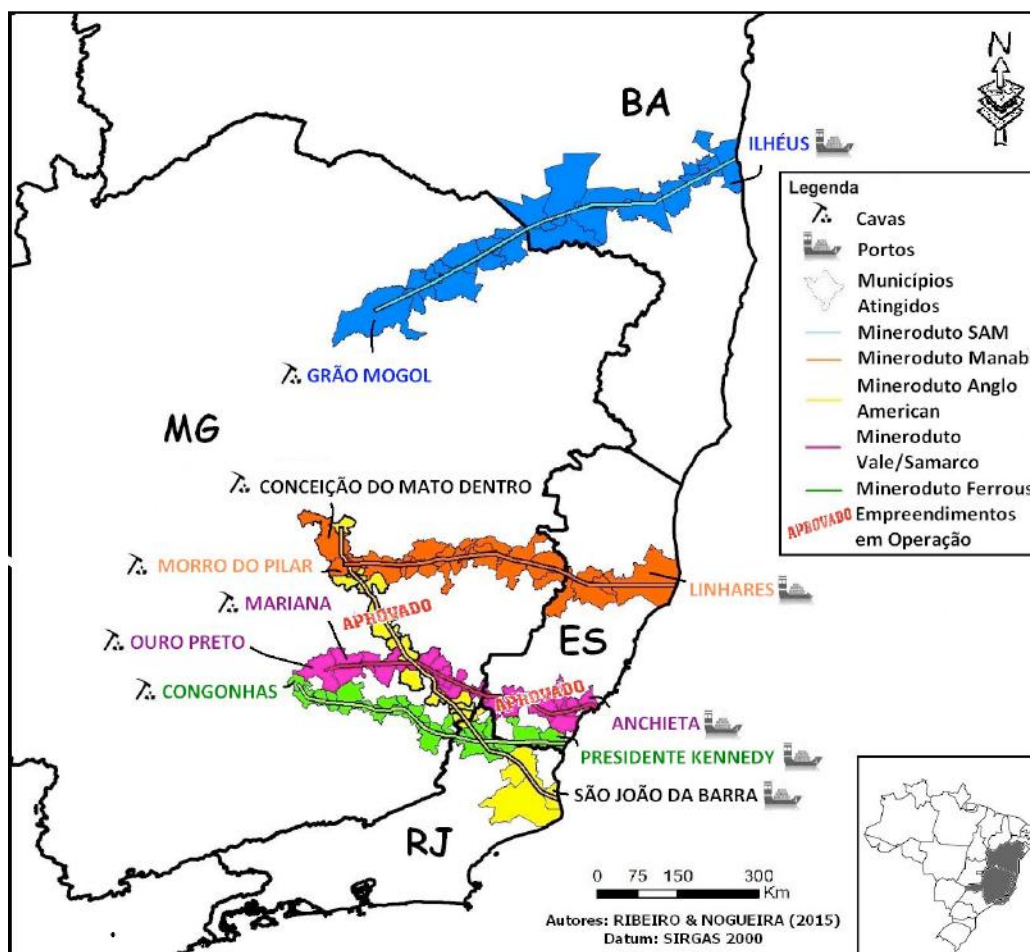 N
BA
ILHÉUS
Legenda
Cavas
Portos
Municípios
Atingidos
Mineroduto SAM
Mineroduto Manabi
Mineroduto Anglo
American
Mineroduto
Vale/Samarco
Mineroduto Ferrous
APROVADO Empreendimentos
em Operação
GRÃO MOGOL
MG
CONCEIÇÃO DO MATO DENTRO
MORRO DO PILAR
LINHARES
MARIANA
APROVADO
OURO PRETO
ES
CONGONHAS
APROVADO
ANCHIETA
PRESIDENTE KENNEDY
SÃO JOÃO DA BARRA
RJ
0 75 150 300
Km
Autores: RIBEIRO & NOGUEIRA (2015)
Datum: SIRGAS 2000